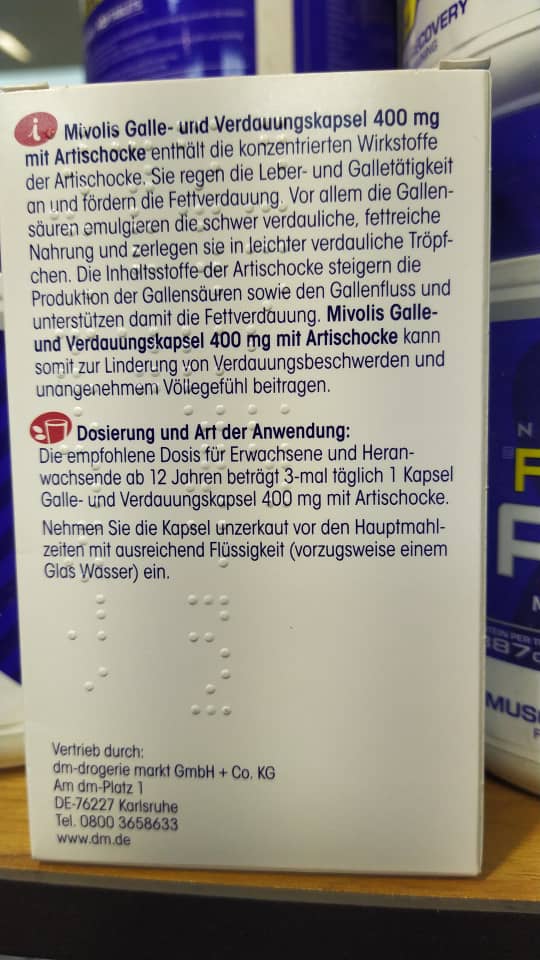 COVERY
Mivolis Galle- und Verdauungskapsel 400 mg
mit Artischocke enthält die konzentrierten Wirkstoffe
der Artischocke. Sie regen die Leber- und Galletätigkeit
an und fördern die Fettverdauung. Vor allem die Gallen-
säuren emulgieren die schwer verdauliche, fettreiche
Nahrung und zerlegen sie in leichter verdauliche Tröpf-
chen. Die Inhaltsstoffe der Artischocke steigern die
Produktion der Gallensäuren sowie den Gallenfluss und
unterstützen damit die Fettverdauung. Mivolis Galle-
und Verdauungskapsel 400 mg mit Artischocke kann
somit zur Linderung von Verdauungsbeschwerden und
unangenehmem Völlegefühl beitragen.
Dosierung und Art der Anwendung:
Die empfohlene Dosis für Erwachsene und Heran-
wachsende ab 12 Jahren beträgt 3-mal täglich 1 Kapsel
Galle- und Verdauungskapsel 400 mg mit Artischocke.
Nehmen Sie die Kapsel unzerkaut vor den Hauptmahl-
zeiten mit ausreichend Flüssigkeit (vorzugsweise einem
Glas Wasser) ein.
Vertrieb durch:
dm-drogerie markt GmbH + Co. KG
Am dm-Platz 1
DE-76227 Karlsruhe
Tel. 0800 3658633
www.dm.de
87
MUS